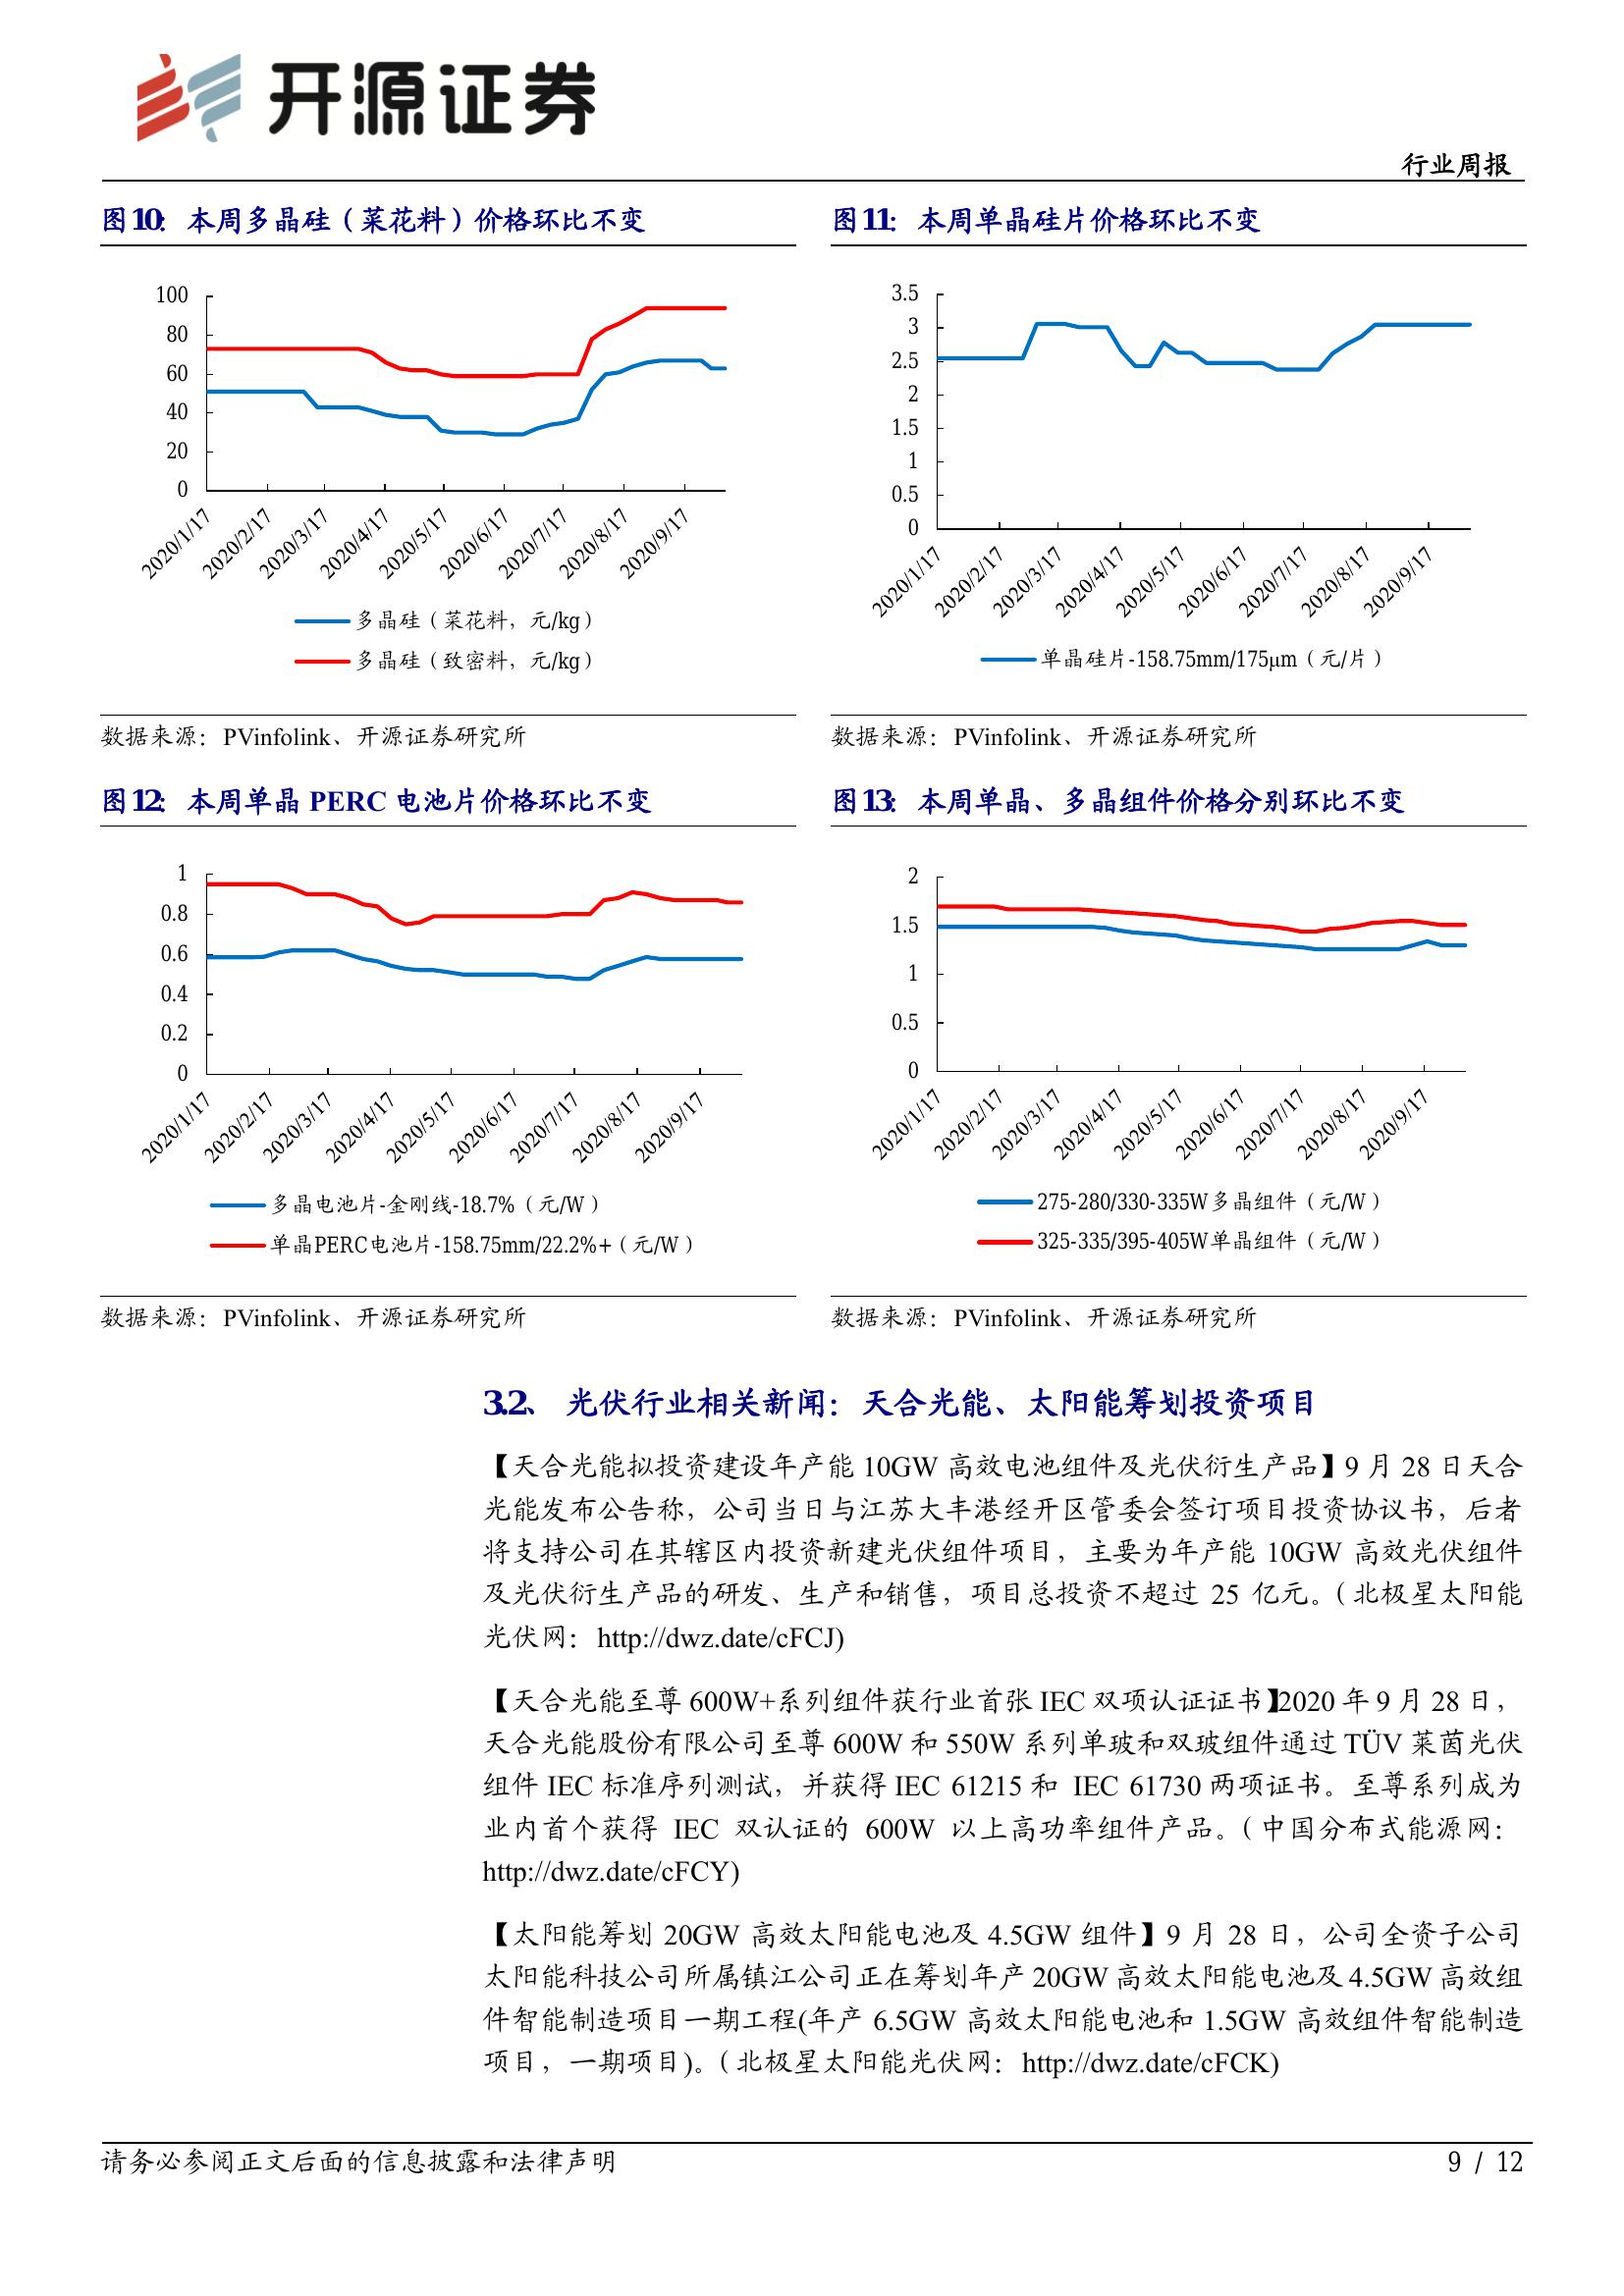 开源证券
行业周报
图10： 本周多晶硅（菜花料）价格环比不变
100
80
60
40
20
0
2020/1/17
2020/2/17
2020/3/17
2020/4/17
2020/5/17
2020/6/17
2020/7/17
2020/8/17
2020/9/17
多晶硅（菜花料，元/kg）
多晶硅（致密料，元/kg）
数据来源：PVinfolink、开源证券研究所
图11： 本周单晶硅片价格环比不变
3.5
3
2.5
2
1.5
1
0.5
0
2020/1/17
2020/2/17
2020/3/17
2020/4/17
2020/5/17
2020/6/17
2020/7/17
2020/8/17
2020/9/17
单晶硅片-158.75mm/175μm（元/片）
数据来源：PVinfolink、开源证券研究所
图12： 本周单晶 PERC 电池片价格环比不变
1
0.8
0.6
0.4
0.2
0
2020/1/17
2020/2/17
2020/3/17
2020/4/17
2020/5/17
2020/6/17
2020/7/17
2020/8/17
2020/9/17
多晶电池片-金刚线-18.7%（元/W）
单晶PERC电池片-158.75mm/22.2%+（元/W）
数据来源：PVinfolink、开源证券研究所
图13： 本周单晶、多晶组件价格分别环比不变
2
1.5
1
0.5
0
2020/1/17
2020/2/17
2020/3/17
2020/4/17
2020/5/17
2020/6/17
2020/7/17
2020/8/17
2020/9/17
275-280/330-335W多晶组件（元/W）
325-335/395-405W单晶组件（元/W）
数据来源：PVinfolink、开源证券研究所
3.2、 光伏行业相关新闻：天合光能、太阳能筹划投资项目
【天合光能拟投资建设年产能 10GW 高效电池组件及光伏衍生产品】9 月 28 日天合
光能发布公告称，公司当日与江苏大丰港经开区管委会签订项目投资协议书，后者
将支持公司在其辖区内投资新建光伏组件项目，主要为年产能 10GW 高效光伏组件
及光伏衍生产品的研发、生产和销售，项目总投资不超过 25 亿元。（北极星太阳能
光伏网：http://dwz.date/cFCJ)
【天合光能至尊 600W+系列组件获行业首张 IEC 双项认证证书】2020 年 9 月 28 日，
天合光能股份有限公司至尊 600W 和 550W 系列单玻和双玻组件通过 TÜV 莱茵光伏
组件 IEC 标准序列测试，并获得 IEC 61215 和 IEC 61730 两项证书。至尊系列成为
业内首个获得 IEC 双认证的 600W 以上高功率组件产品。（中国分布式能源网：
http://dwz.date/cFCY)
【太阳能筹划 20GW 高效太阳能电池及 4.5GW 组件】9 月 28 日，公司全资子公司
太阳能科技公司所属镇江公司正在筹划年产 20GW 高效太阳能电池及 4.5GW 高效组
件智能制造项目一期工程(年产 6.5GW 高效太阳能电池和 1.5GW 高效组件智能制造
项目，一期项目)。（北极星太阳能光伏网：http://dwz.date/cFCK)
请务必参阅正文后面的信息披露和法律声明
9 / 12